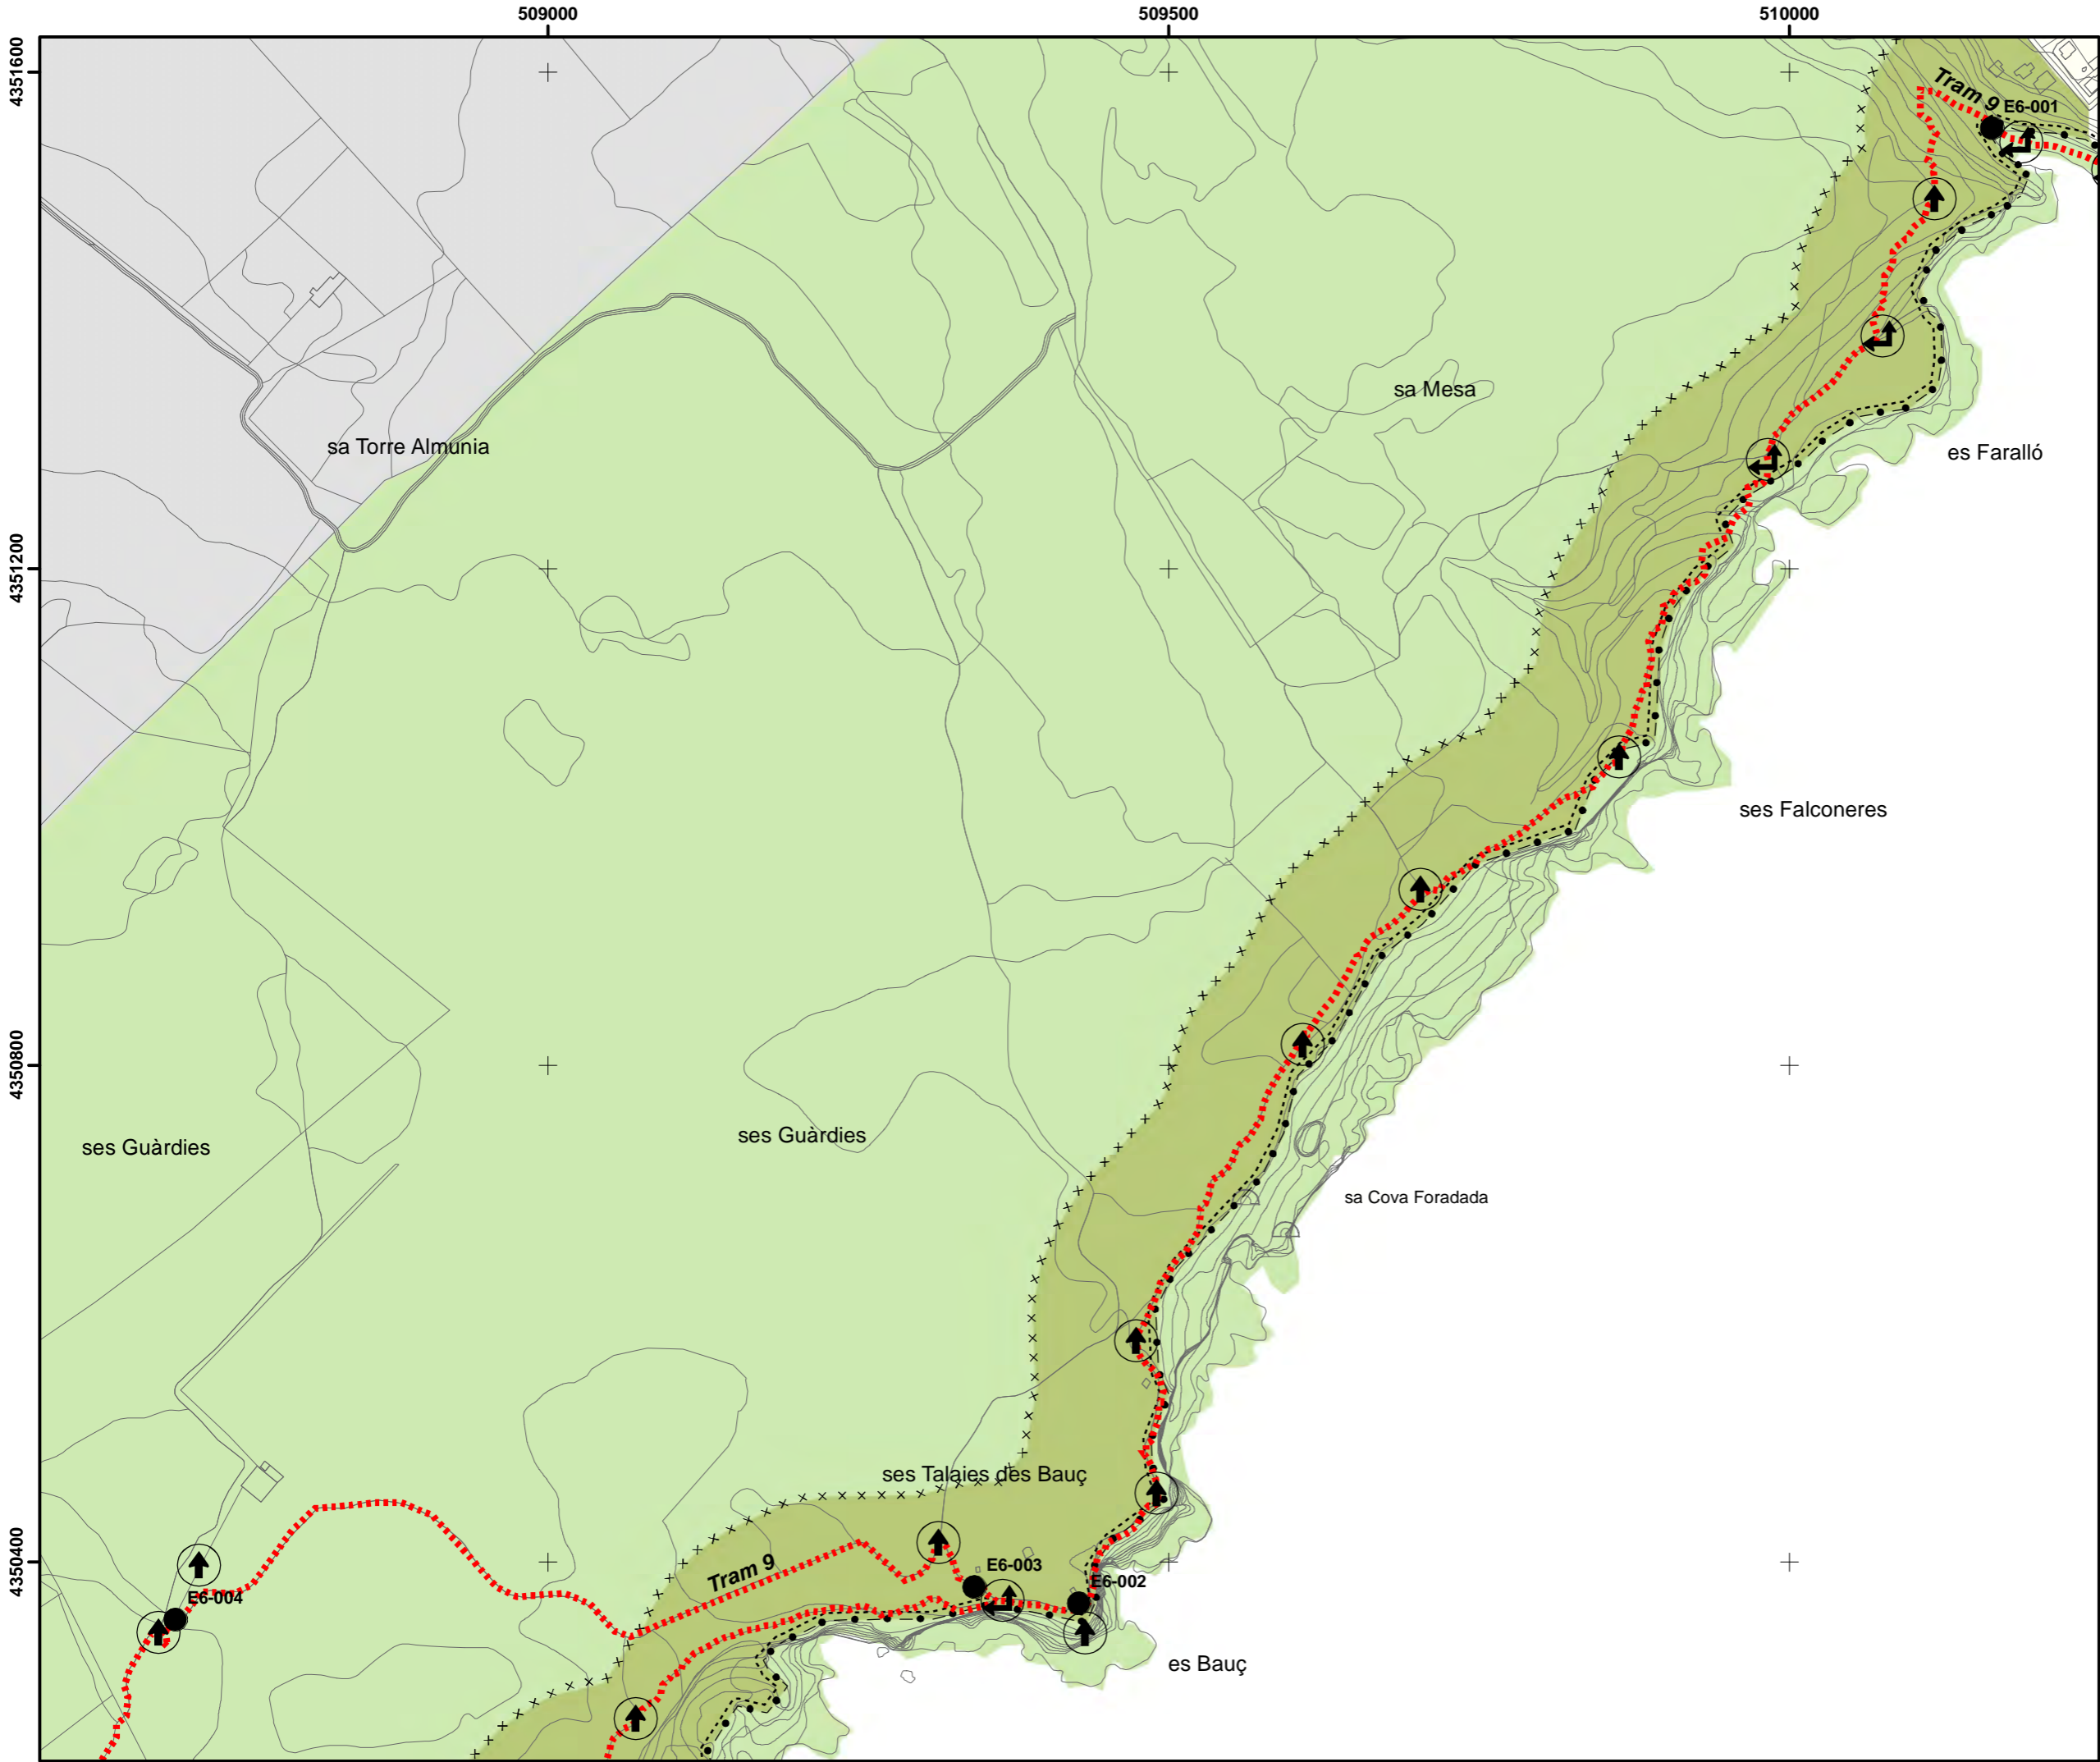 509000
509500
510000
4351600
Tram 9
E6-001
sa Mesa
sa Torre Almunia
es Faralló
4351200
ses Falconeres
4350800
ses Guàrdies
ses Guàrdies
sa Cova Foradada
ses Talaies des Bauç
4350400
Tram 9
E6-003
E6-002
E6-004
es Bauç